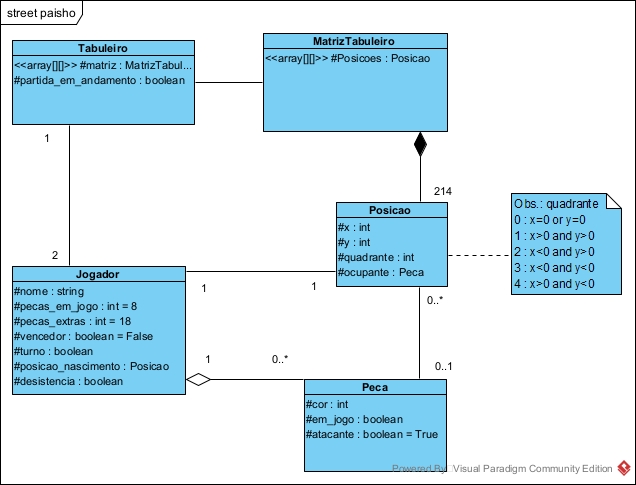 street paisho
Tabuleiro
<<array[][]>> #matriz : MatrizTabul...
#partida_em_andamento : boolean
MatrizTabuleiro
<<array[][]>> #Posicoes : Posicao
1
214
2
Posicao
#x : int
#y : int
#quadrante : int
#ocupante : Peca
Obs.: quadrante
0 : x=0 or y=0
1 : x>0 and y>0
2 : x<0 and y>0
3 : x<0 and y<0
4 : x>0 and y<0
Jogador
#nome : string
#pecas_em_jogo : int = 8
#pecas_extras : int = 18
#vencedor : boolean = False
#turno : boolean
#posicao_nascimento : Posicao
#desistencia : boolean
1
1
0..*
1
0..*
0..1
Peca
#cor : int
#em_jogo : boolean
#atacante : boolean = True
Powered By Visual Paradigm Community Edition